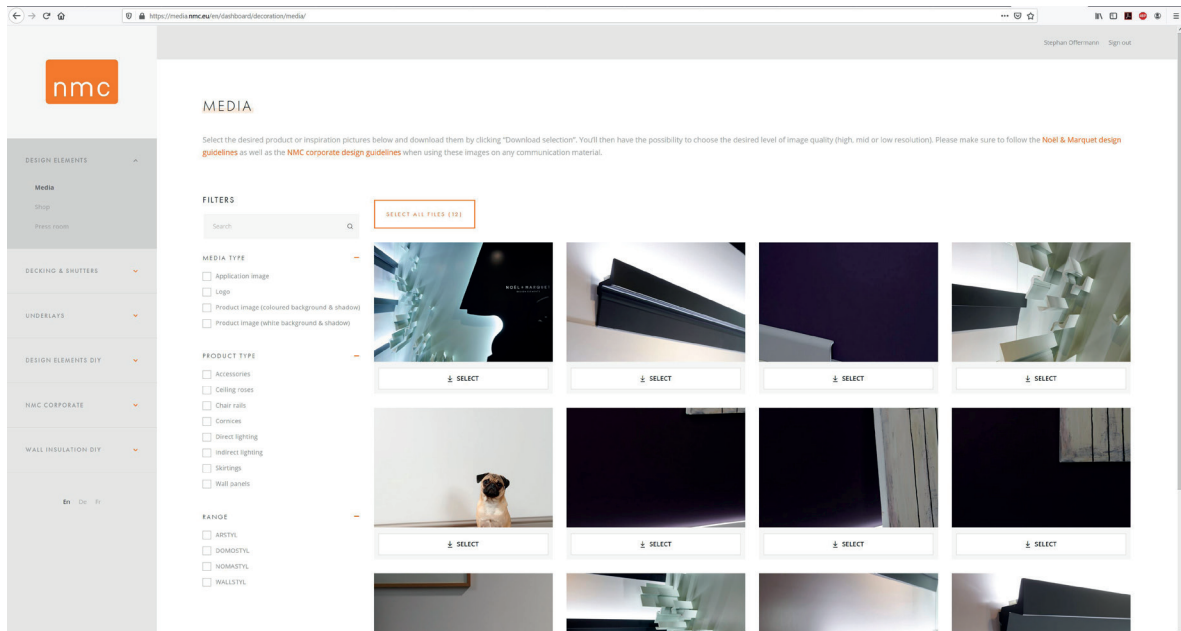 https://media.nmc.eu/en/dashboard/decoration/media/
Stephan Offermann Sign out
nmc
DESIGN ELEMENTS
Media
Shop
Press room
DECKING & SHUTTERS
UNDERLAYS
DESIGN ELEMENTS DIY
NMC CORPORATE
WALL INSULATION DIY
En De Fi
MEDIA
Select the desired product or inspiration pictures below and download them by clicking "Download selection". You'll then have the possibility to choose the desired level of image quality (high, mid or low resolution). Please make sure to follow the Noël & Marquet design
guidelines as well as the NMC corporate design guidelines when using these images on any communication material.
FILTERS
Search
MEDIA TYPE
Application image
Logo
Product image (coloured background & shadow)
Product image (white background & shadow)
PRODUCT TYPE
Accessories
Ceiling roses
Chair rails
Cornices
Direct lighting
Indirect lighting
Skirtings
Wall panels
RANGE
ARSTYL
DOMOSTYL
NOMASTYL
WALLSTYL
SELECT ALL FILES (12)
NOËL & MARQUET
SELECT
SELECT
SELECT
SELECT
SELECT
SELECT
SELECT
SELECT